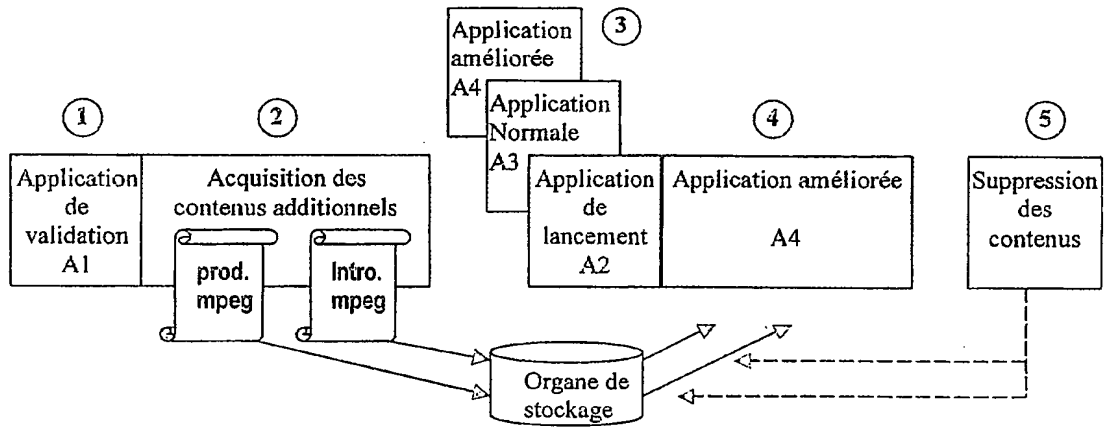 Application
améliorée
A4
3
Application
Normale
A3
1
2
4
5
Application
de
validation
A1
Acquisition des
contenus additionnels
prod.
mpeg
Intro.
mpeg
Application
de
lancement
A2
Application améliorée
A4
Suppression
des
contenus
Organe de
stockage